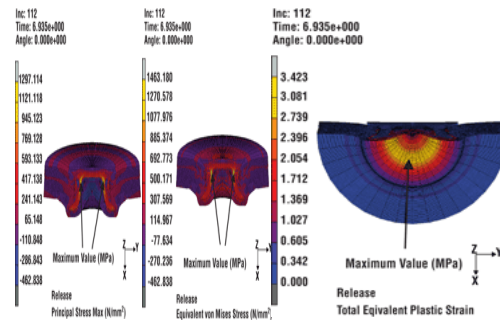 Inc: 112
Time: 6.935e+000
Angle: 0.000e+000
1297.114
1121.118
945.123
769.128
593.133
417.138
241.143
65.148
-110.843
-286.843
-462.838
Maximum Value (MPa)
Z
Y
X
Release
Principal Stress Max (N/mm²)
Inc: 112
Time: 6.935e+000
Angle: 0.000e+000
1463.180
1270.578
1077.976
885.374
692.773
500.171
307.569
114.967
-77.634
-270.236
-462.838
Maximum Value (MPa)
Z
Y
X
Release
Equivalent von Mises Stress (N/mm²)
Inc: 112
Time: 6.935e+000
Angle: 0.000e+000
3.423
3.081
2.739
2.396
2.054
1.712
1.369
1.027
0.685
0.342
0.000
Maximum Value (MPa)
Z
Y
X
Release
Total Eqivalent Plastic Strain